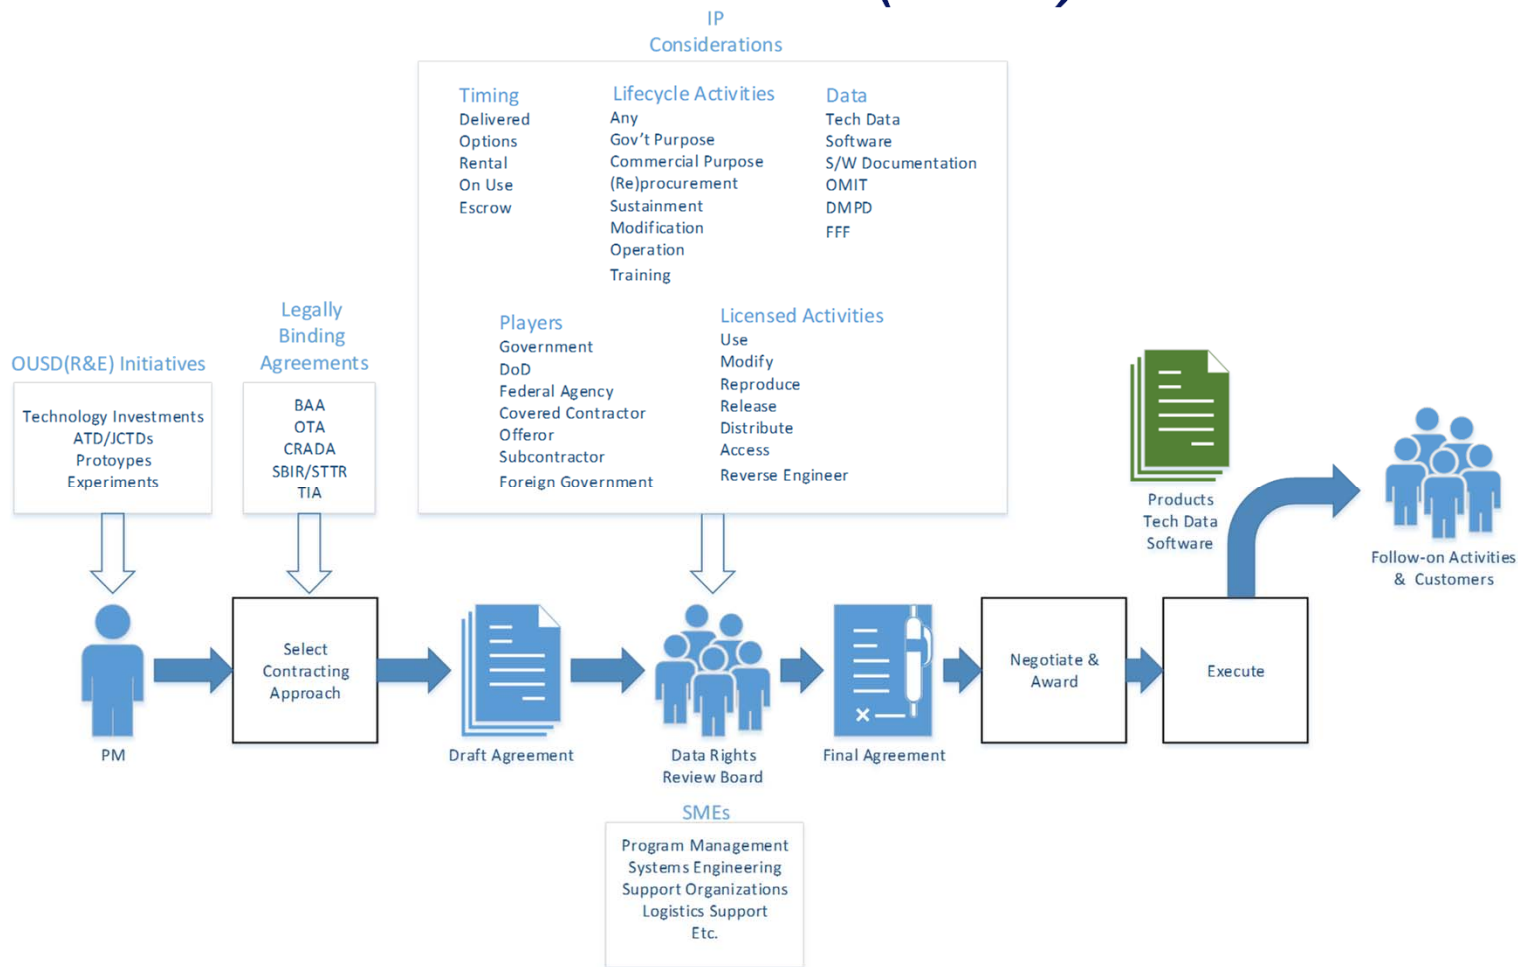 IP
Considerations
Timing
Delivered
Options
Rental
On Use
Escrow
Lifecycle Activities
Any
Gov't Purpose
Commercial Purpose
(Re)procurement
Sustainment
Modification
Operation
Training
Data
Tech Data
Software
S/W Documentation
OMIT
DMPD
FFF
Players
Government
DoD
Federal Agency
Covered Contractor
Offeror
Subcontractor
Foreign Government
Licensed Activities
Use
Modify
Reproduce
Release
Distribute
Access
Reverse Engineer
OUSD(R&E) Initiatives
Technology Investments
ATD/JCTDs
Protoypes
Experiments
Legally
Binding
Agreements
BAA
OTA
CRADA
SBIR/STTR
TIA
Products
Tech Data
Software
Follow-on Activities
& Customers
PM
Select
Contracting
Approach
Draft Agreement
Data Rights
Review Board
Final Agreement
Negotiate &
Award
Execute
SMEs
Program Management
Systems Engineering
Support Organizations
Logistics Support
Etc.